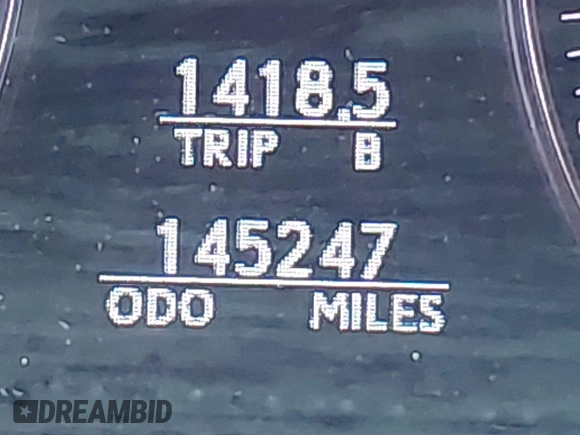 1418.5
TRIP B
145247
ODO MILES
DREAMBID